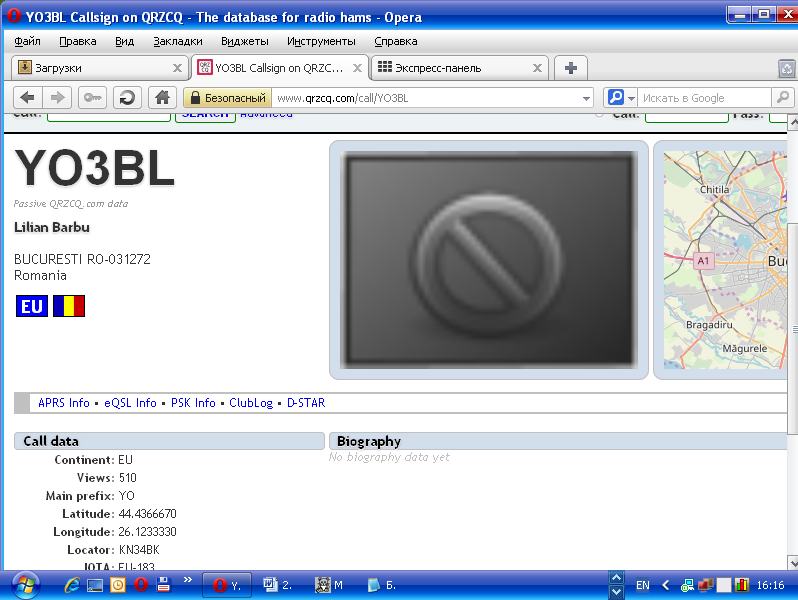 YO3BL Callsign on QRZCQ - The database for radio hams - Opera
Файл Правка Вид Закладки Виджеты Инструменты Справка
Загрузки
QRZ CQ YO3BL Callsign on QRZC...
Экспресс-панель
Безопасный www.qrzcq.com/call/YO3BL Искать в Google
Call: SEARCH Advanced Call: Pass:
YO3BL
Passive QRZCQ.com data
Lilian Barbu
BUCURESTI RO-031272
Romania
EU
Chitila
A1
Buc
Bragadiru
Măgurele
APRS Info • eQSL Info • PSK Info • ClubLog • D-STAR
Call data
Continent: EU
Views: 510
Main prefix: YO
Latitude: 44.4366670
Longitude: 26.1233330
Locator: KN34BK
IOTA: EU-183
Biography
No biography data yet
Y. 2. M Б. EN 16:16